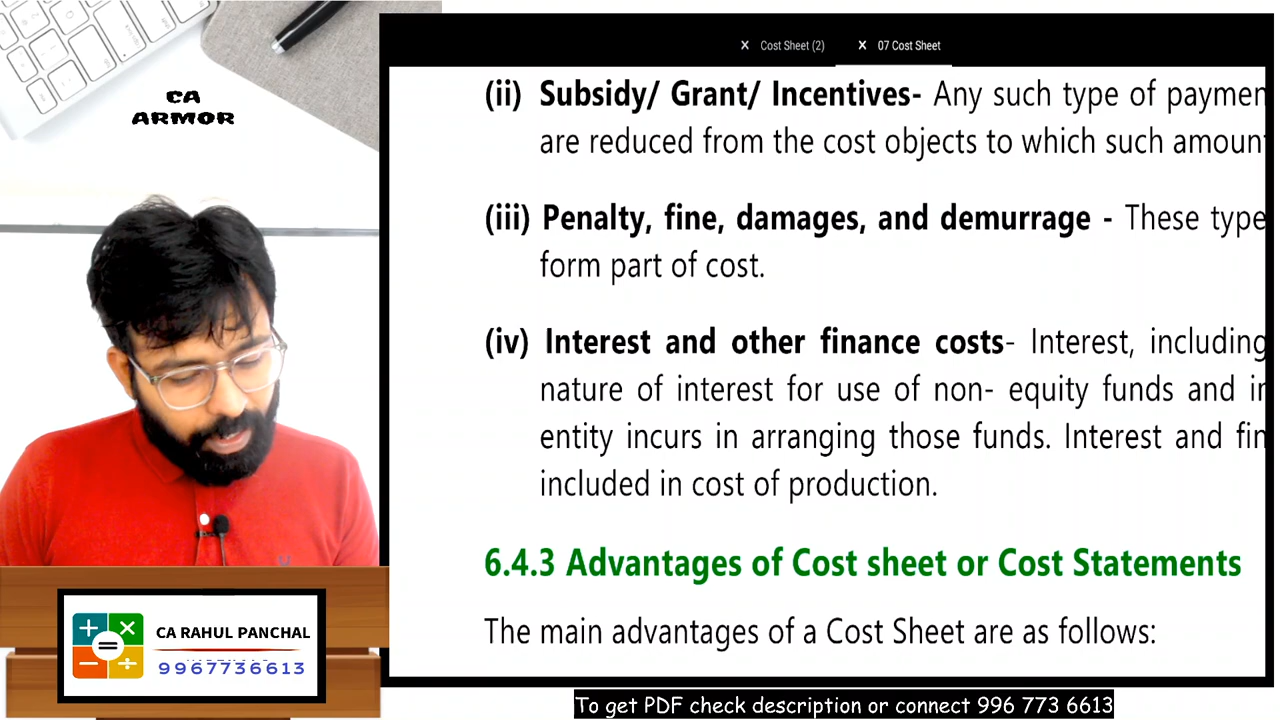 CA
ARMOR
Cost Sheet (2)
07 Cost Sheet
(ii) Subsidy/ Grant/ Incentives- Any such type of paymen
are reduced from the cost objects to which such amount
(iii) Penalty, fine, damages, and demurrage - These type
form part of cost.
(iv) Interest and other finance costs- Interest, including
nature of interest for use of non- equity funds and in
entity incurs in arranging those funds. Interest and fin
included in cost of production.
6.4.3 Advantages of Cost sheet or Cost Statements
The main advantages of a Cost Sheet are as follows:
CA RAHUL PANCHAL
9967736613
To get PDF check description or connect 996 773 6613